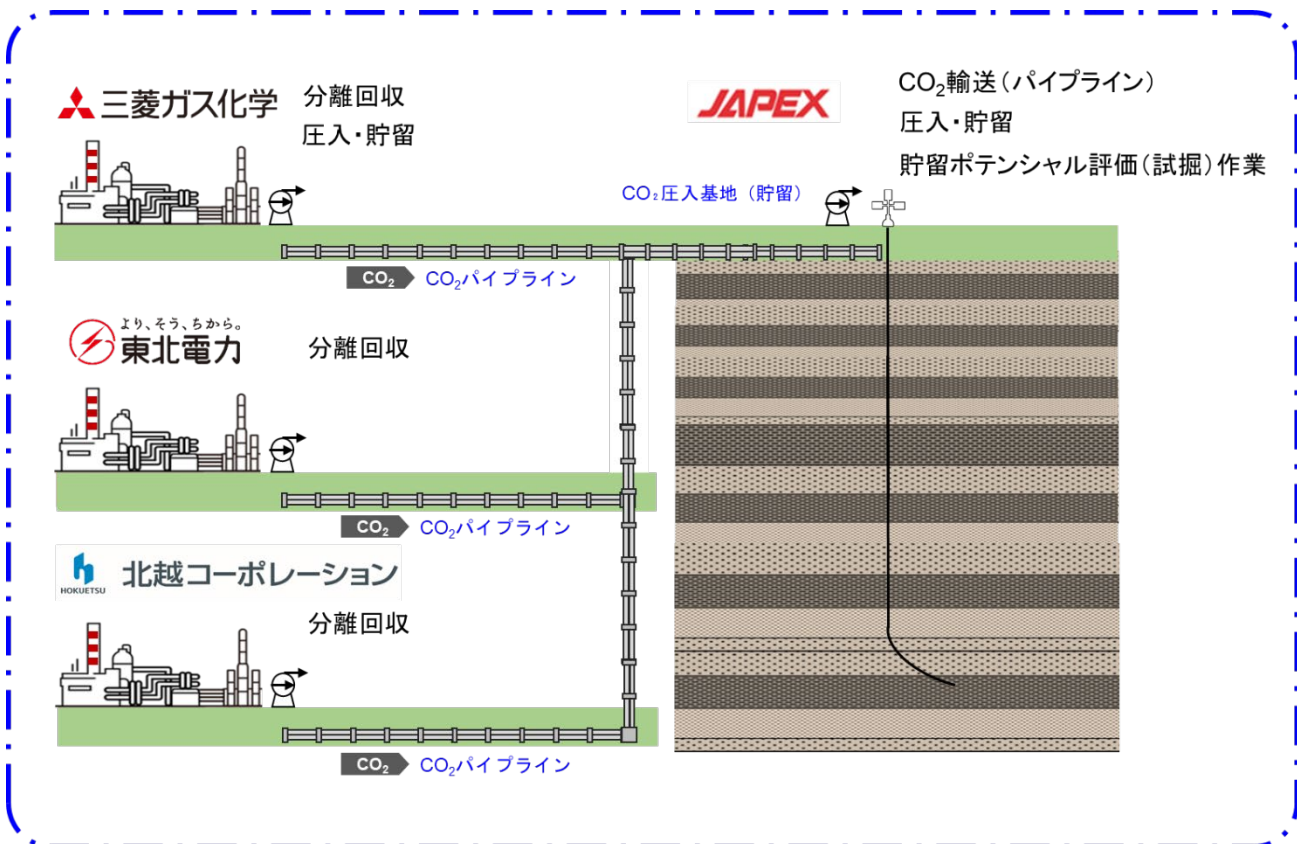 三菱ガス化学
分離回収
圧入・貯留
JAPEX
CO₂輸送(パイプライン)
圧入・貯留
貯留ポテンシャル評価(試掘)作業
CO₂圧入基地(貯留)
CO₂ CO₂パイプライン
より、そう、ちから。
東北電力
分離回収
CO₂ CO₂パイプライン
HOKUETSU
北越コーポレーション
分離回収
CO₂ CO₂パイプライン